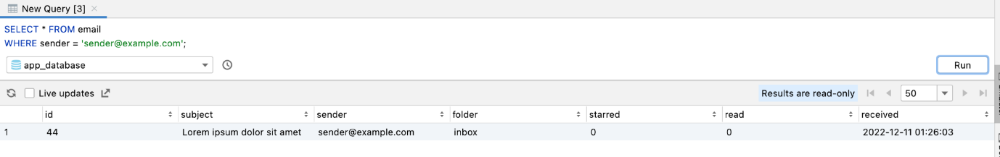 New Query [3]
SELECT * FROM email
WHERE sender = 'sender@example.com';
app_database
Run
Live updates
Results are read-only
50
id subject sender folder starred read received
1 44 Lorem ipsum dolor sit amet sender@example.com inbox 0 0 2022-12-11 01:26:03